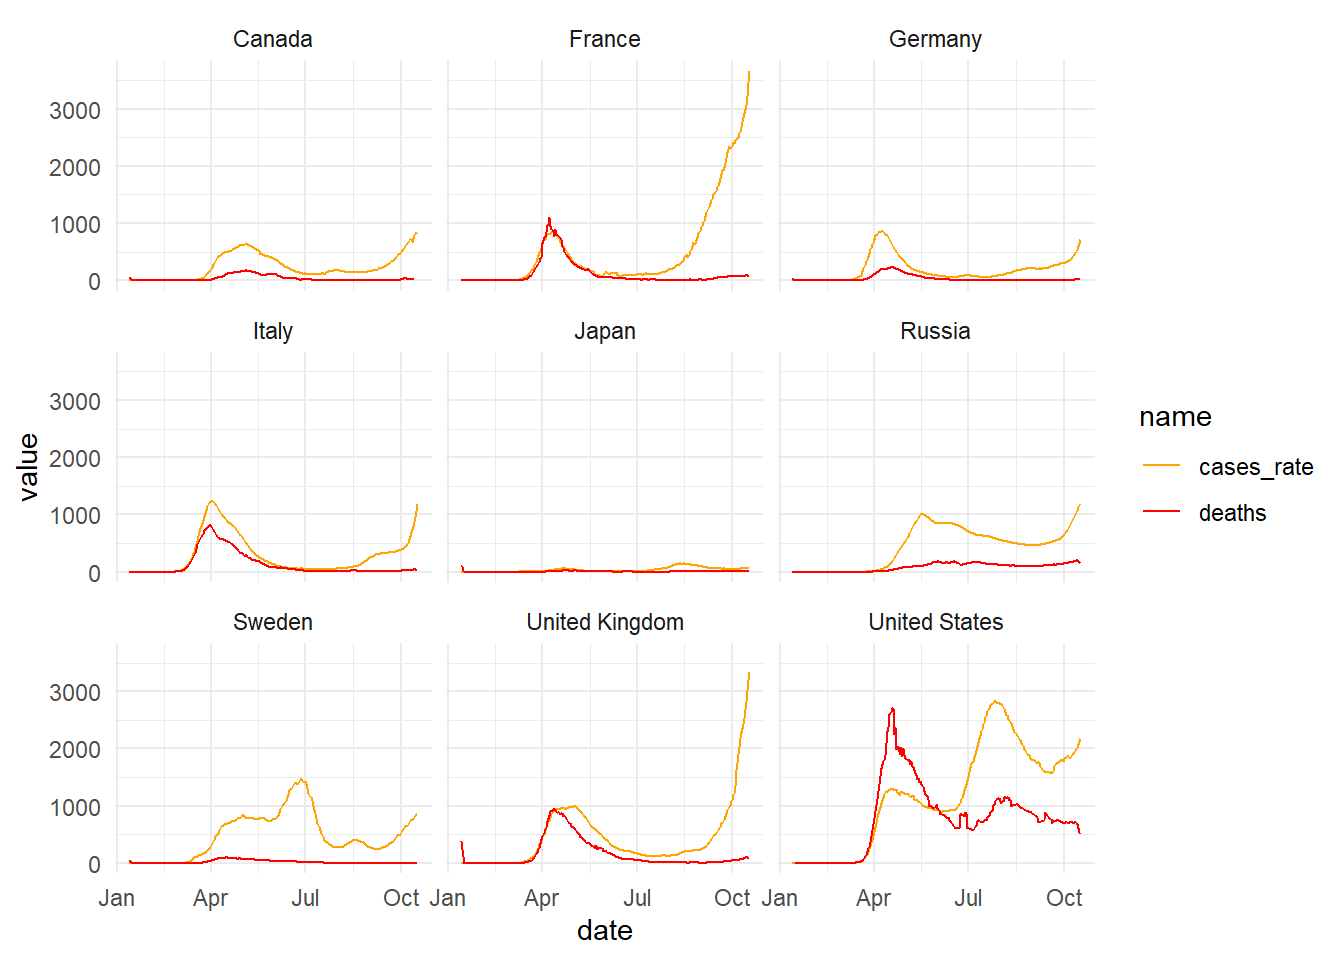 Canada France Germany
3000
2000
1000
0
Italy Japan Russia
3000
2000
1000
0
Sweden United Kingdom United States
3000
2000
1000
0
Jan Apr Jul Oct Jan Apr Jul Oct Jan Apr Jul Oct
date
value
name
cases_rate
deaths